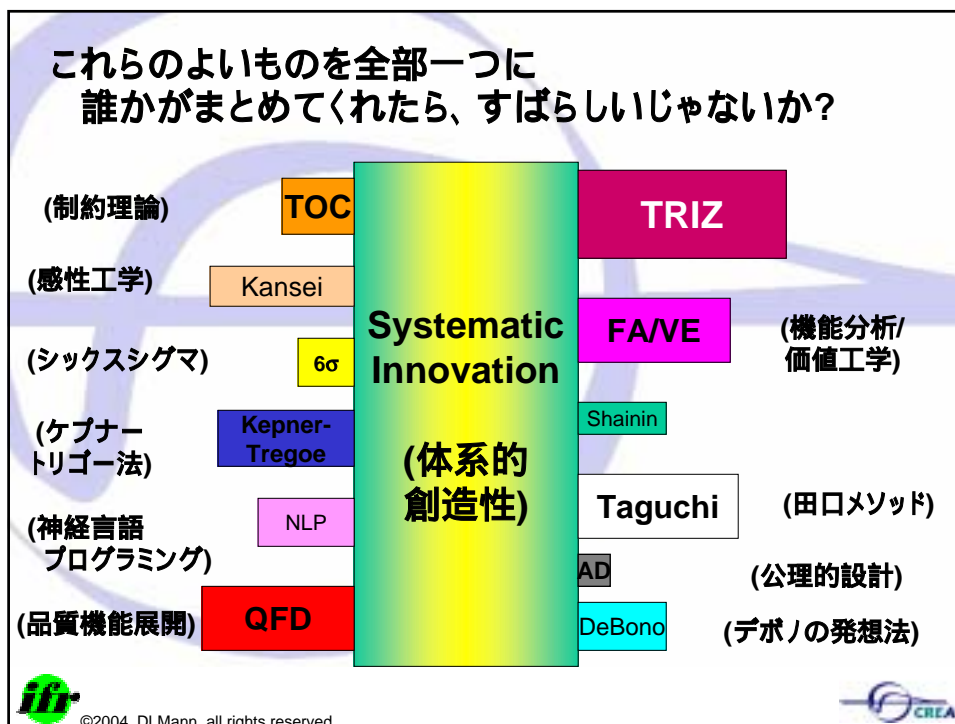 これらのよいものを全部一つに
誰かがまとめてくれたら、すばらしいじゃないか?
(制約理論)
TOC
TRIZ
(感性工学)
Kansei
Systematic
Innovation
(体系的
創造性)
FA/VE
(機能分析/
価値工学)
(シックスシグマ)
6σ
Shainin
(ケプナー
トリゴー法)
Kepner-
Tregoe
Taguchi
(田口メソッド)
(神経言語
プログラミング)
NLP
AD
(公理的設計)
(品質機能展開)
QFD
DeBono
(デボノの発想法)
ifr
©2004, DLMann, all rights reserved
CREA